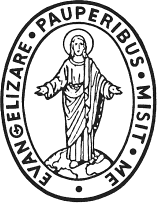 EVANGELIZARE • PAUPERIBUS • MISIT • ME •